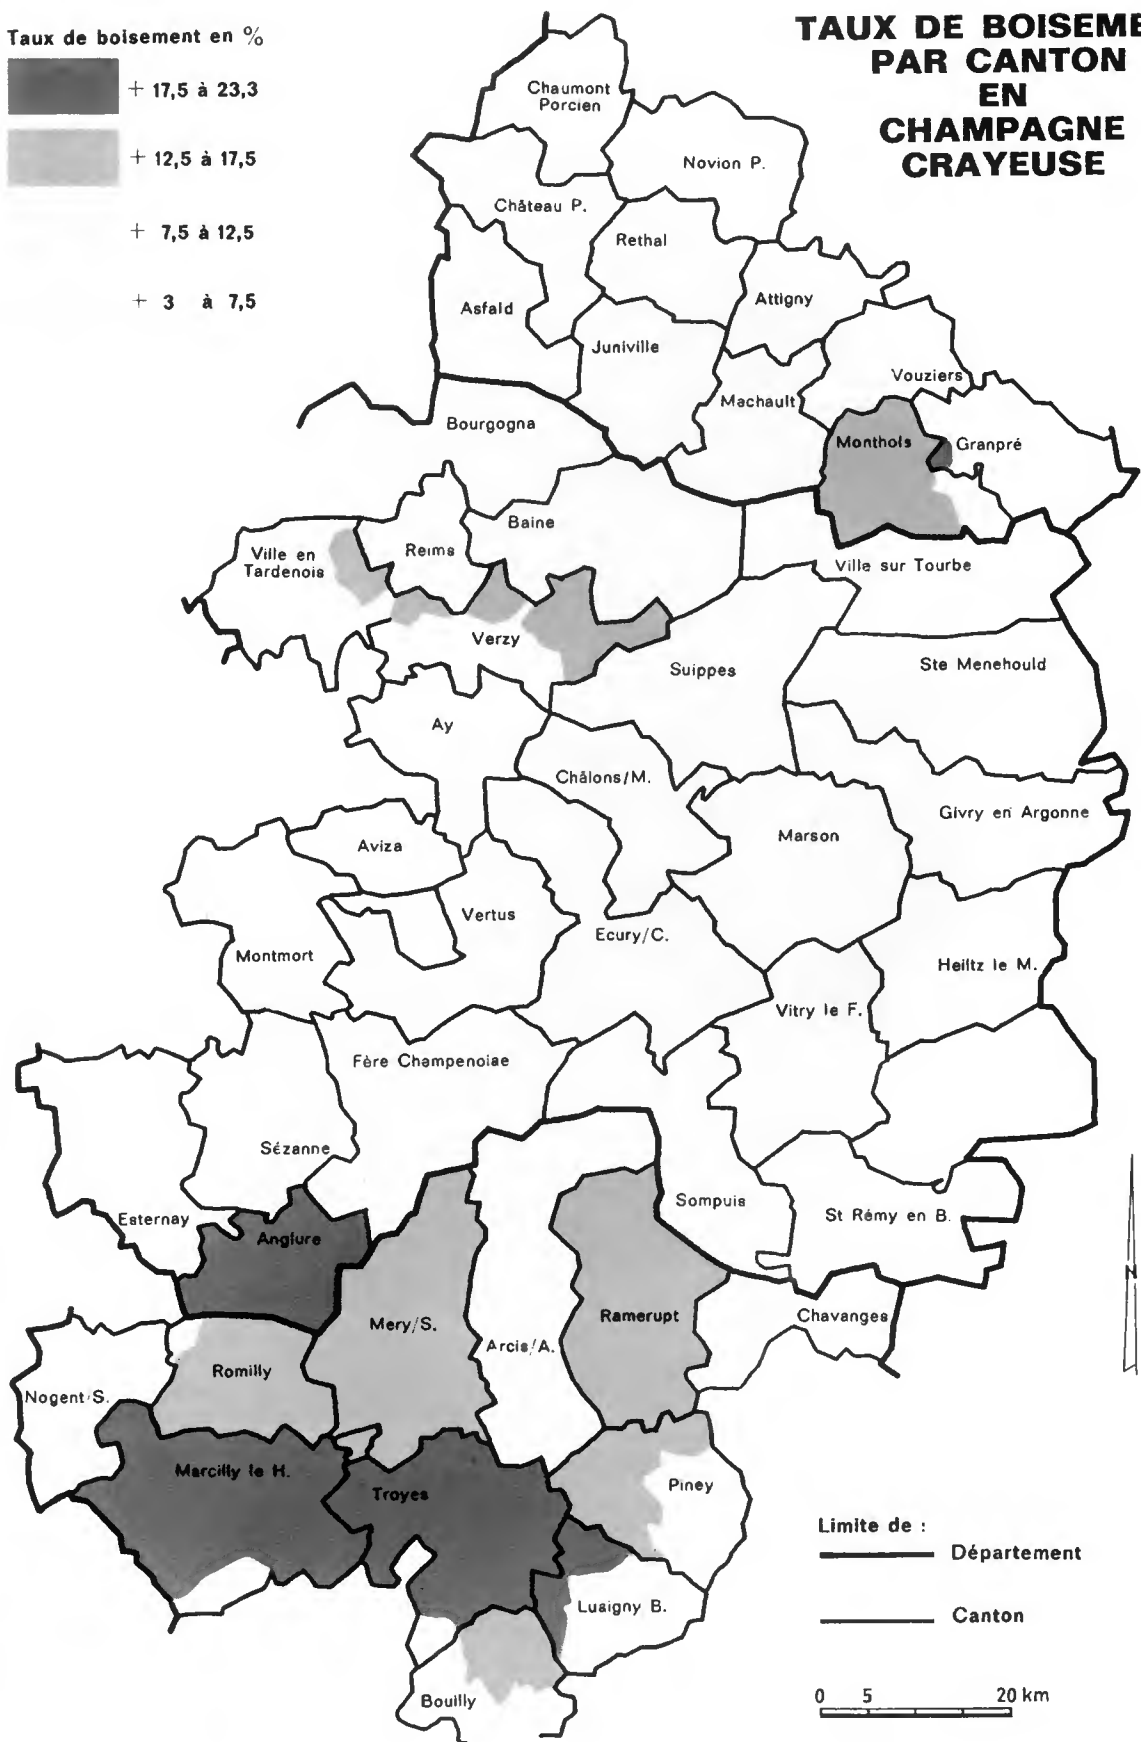 TAUX DE BOISEME
PAR CANTON
EN
CHAMPAGNE
CRAYEUSE
Taux de boisement en %
+ 17,5 à 23,3
+ 12,5 à 17,5
+ 7,5 à 12,5
+ 3 à 7,5
Chaumont
Porcien
Novion P.
Château P.
Rethal
Attigny
Asfald
Juniville
Vouziers
Machault
Bourgogna
Monthois
Granpré
Baine
Ville en
Tardenois
Reims
Ville sur Tourbe
Verzy
Suippes
Ste Menehould
Ay
Châlons/M.
Givry en Argonne
Marson
Aviza
Vertus
Ecury/C.
Montmort
Heiltz le M.
Vitry le F.
Fère Champenoise
Sézanne
Sompuis
St Rémy en B.
Esternay
Anglure
N
Mery/S.
Ramerupt
Chavanges
Arcis/A.
Romilly
Nogent/S.
Marcilly le H.
Troyes
Piney
Limite de :
Département
Lusigny B.
Canton
Bouilly
0 5 20 km